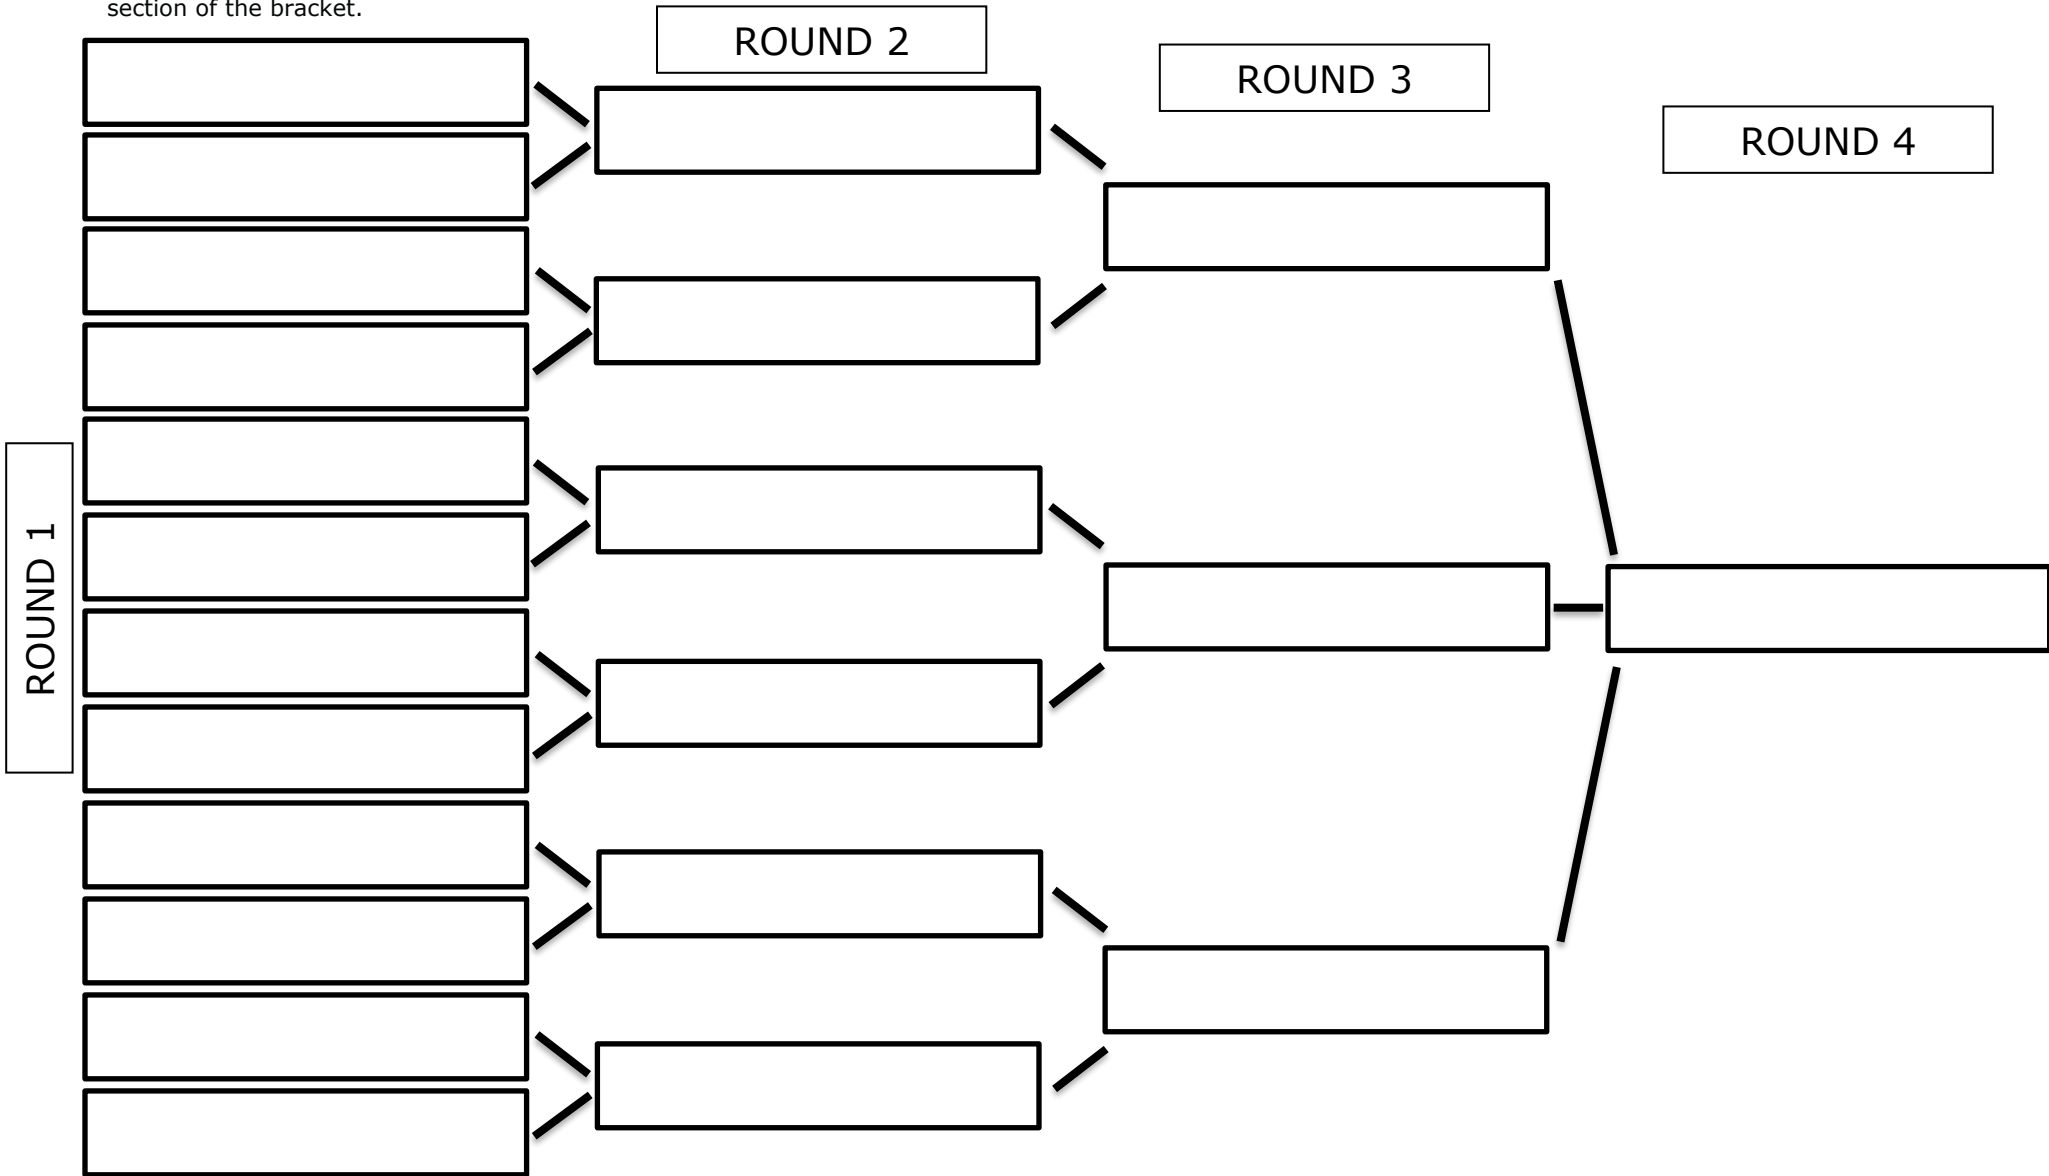 section of the bracket.
ROUND 2
ROUND 3
ROUND 4
ROUND 1